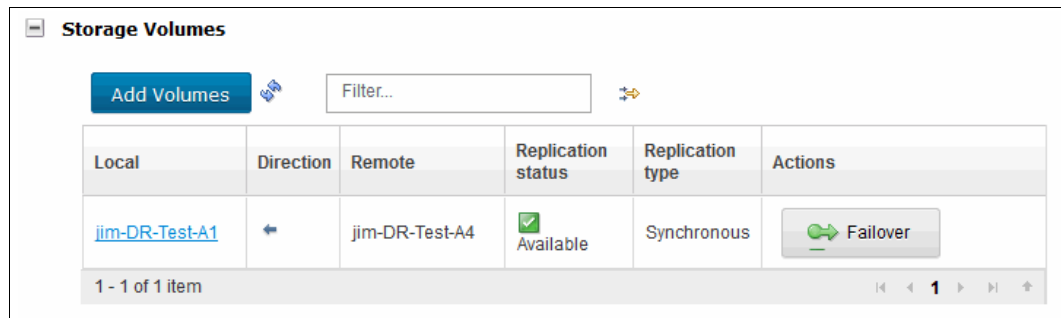 Storage Volumes
Add Volumes
Filter...
Local Direction Remote Replication status Replication type Actions
jim-DR-Test-A1 jim-DR-Test-A4 Available Synchronous Failover
1 - 1 of 1 item 1